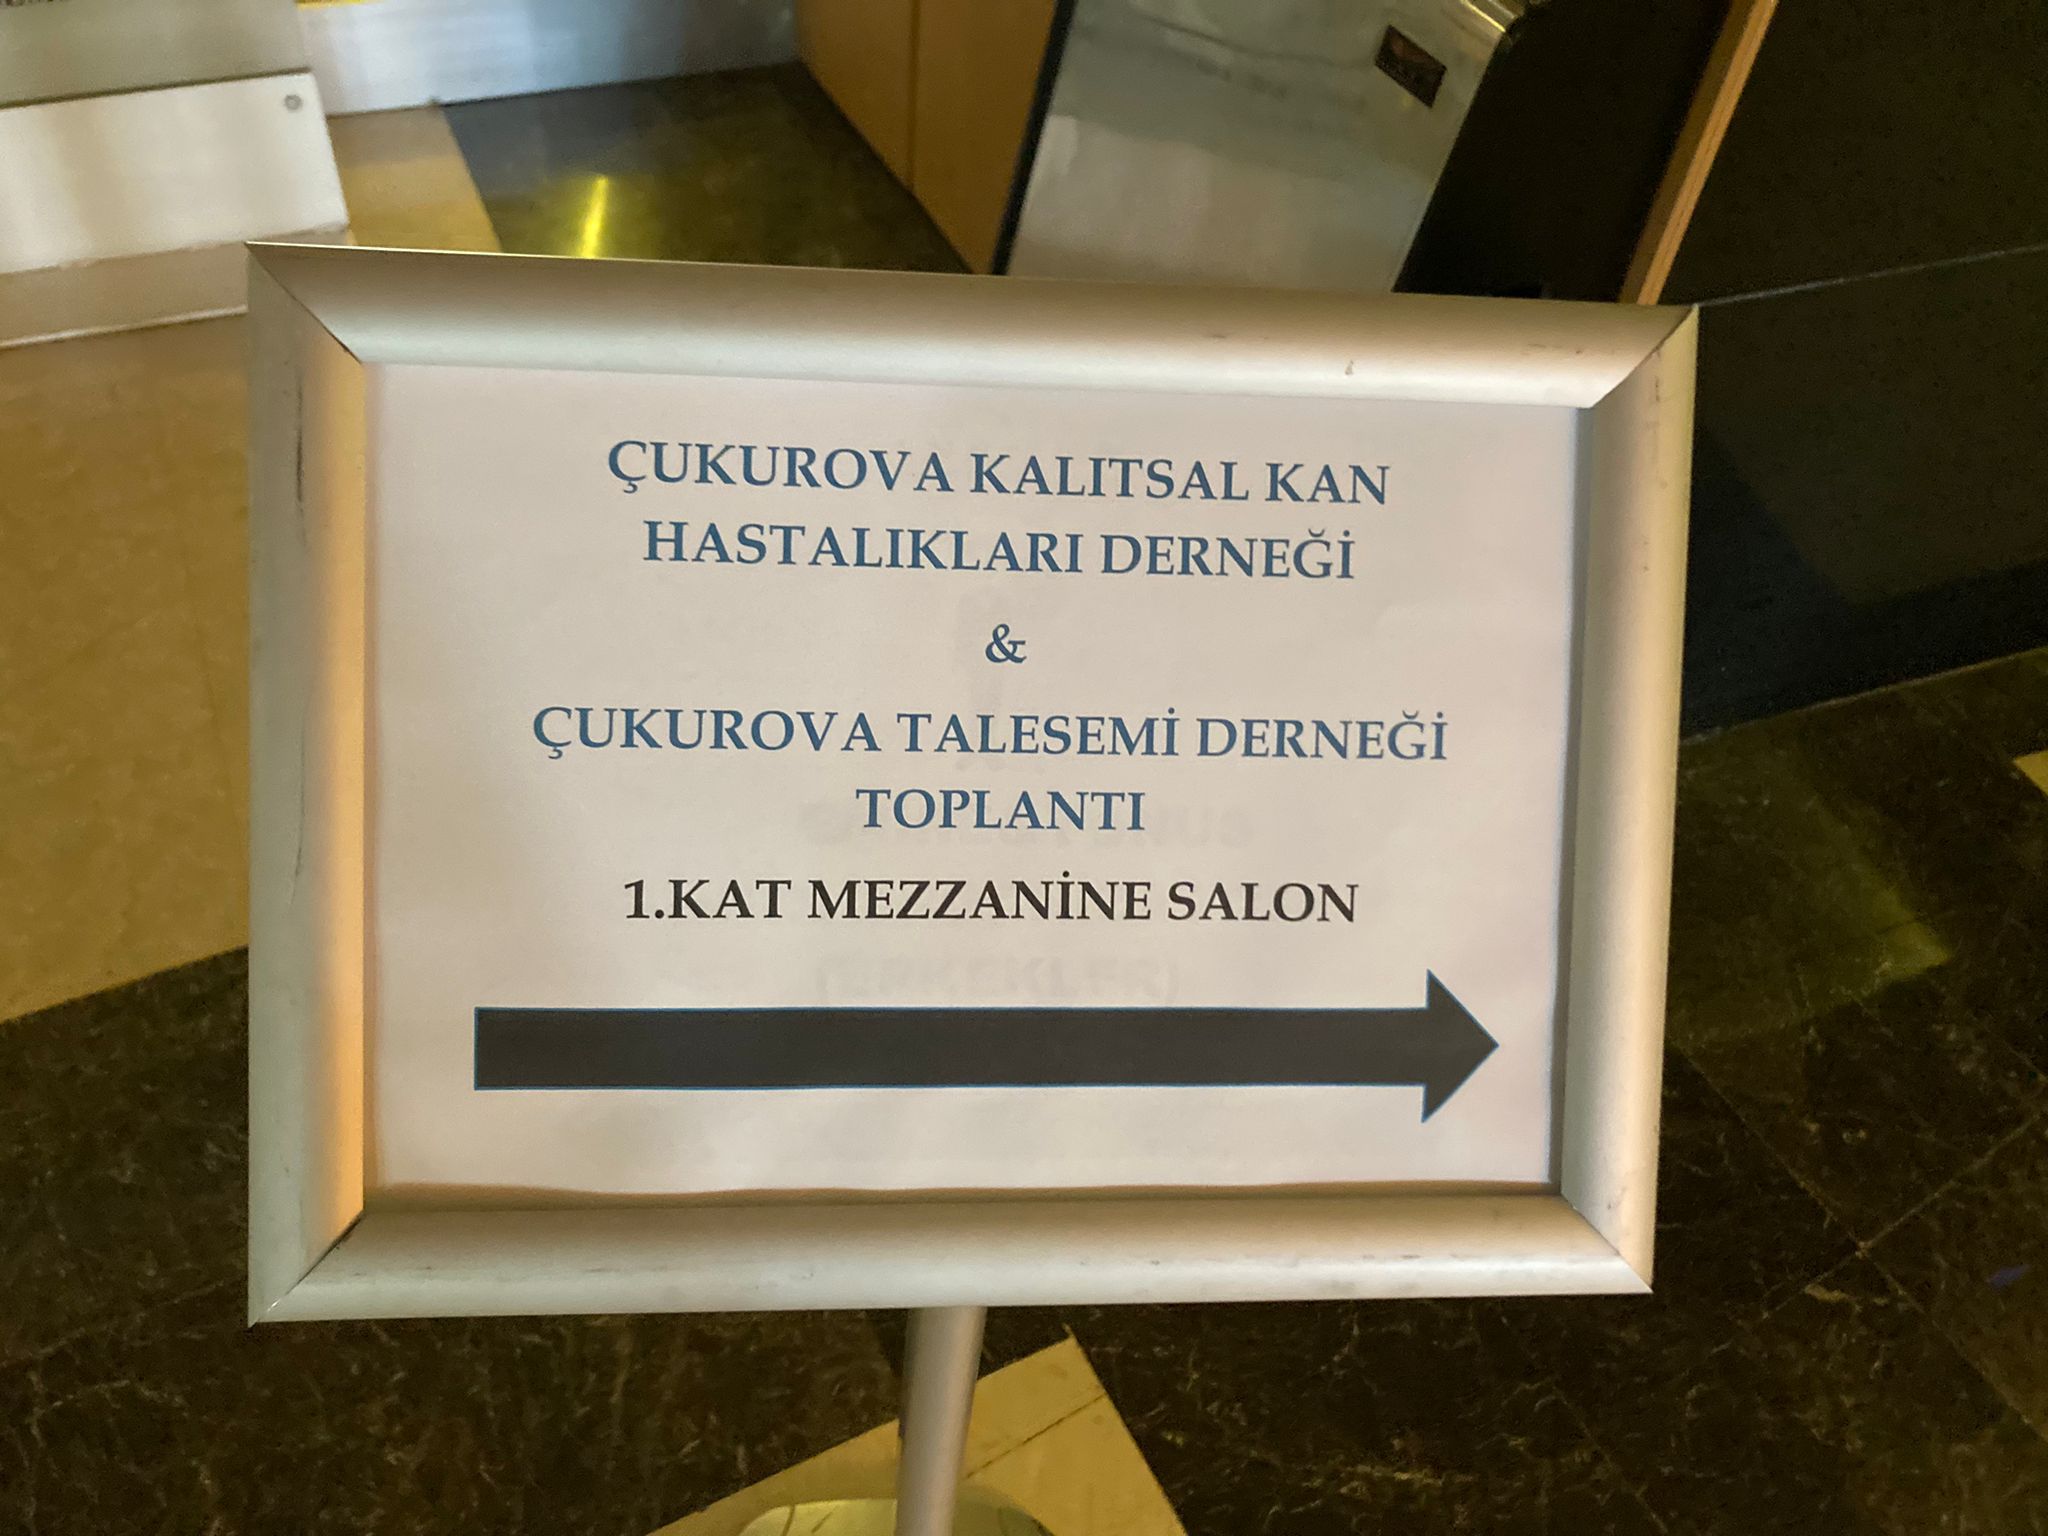 ÇUKUROVA KALITSAL KAN
HASTALIKLARI DERNEĞİ
&
ÇUKUROVA TALESEMİ DERNEĞİ
TOPLANTI
1.KAT MEZZANİNE SALON